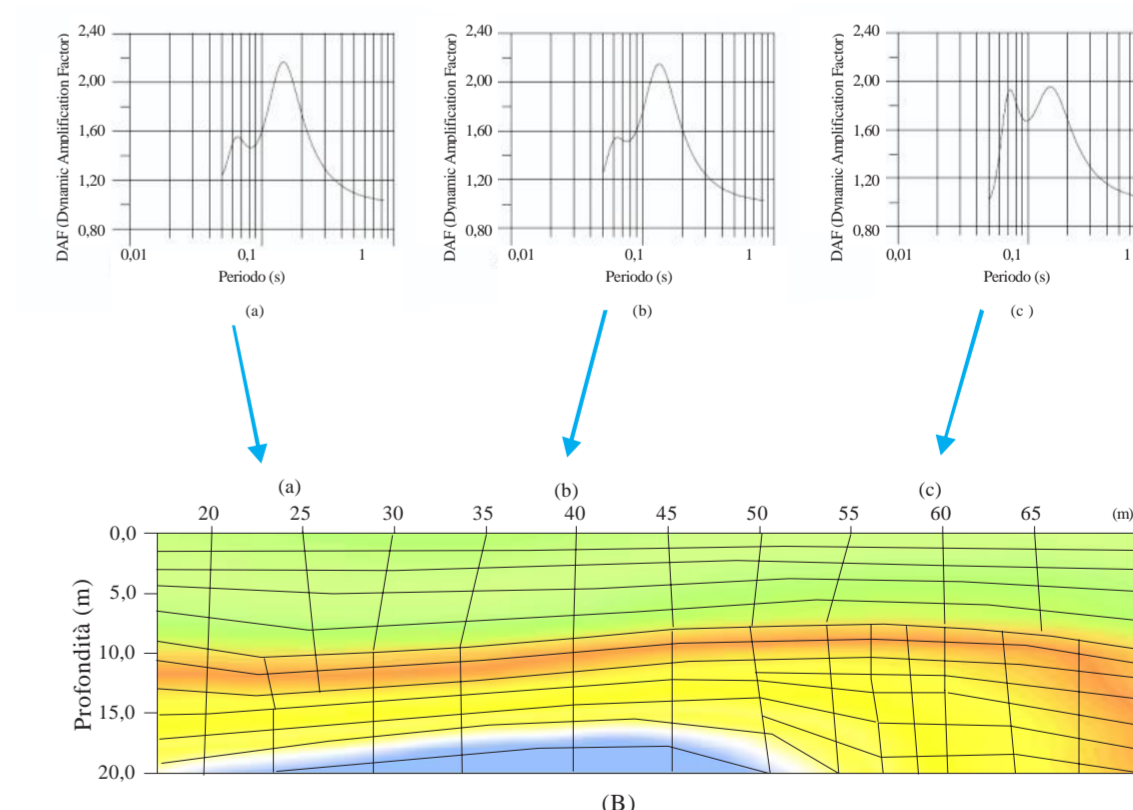 2,40
2,00
1,60
1,20
0,80
DAF (Dynamic Amplification Factor)
0,01 0,1 1
Periodo (s)
(a)
2,40
2,00
1,60
1,20
0,80
DAF (Dynamic Amplification Factor)
0,01 0,1 1
Periodo (s)
(b)
2,40
2,00
1,60
1,20
0,80
DAF (Dynamic Amplification Factor)
0,01 0,1 1
Periodo (s)
(c )
(a) (b) (c)
20 25 30 35 40 45 50 55 60 65 (m)
0,0
5,0
10,0
15,0
20,0
Profondità (m)
(B)